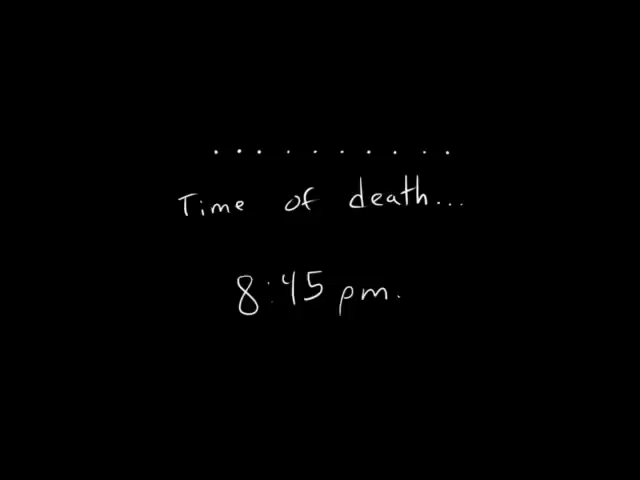 . . . . . . . . . .
Time of death...
8:45 pm.